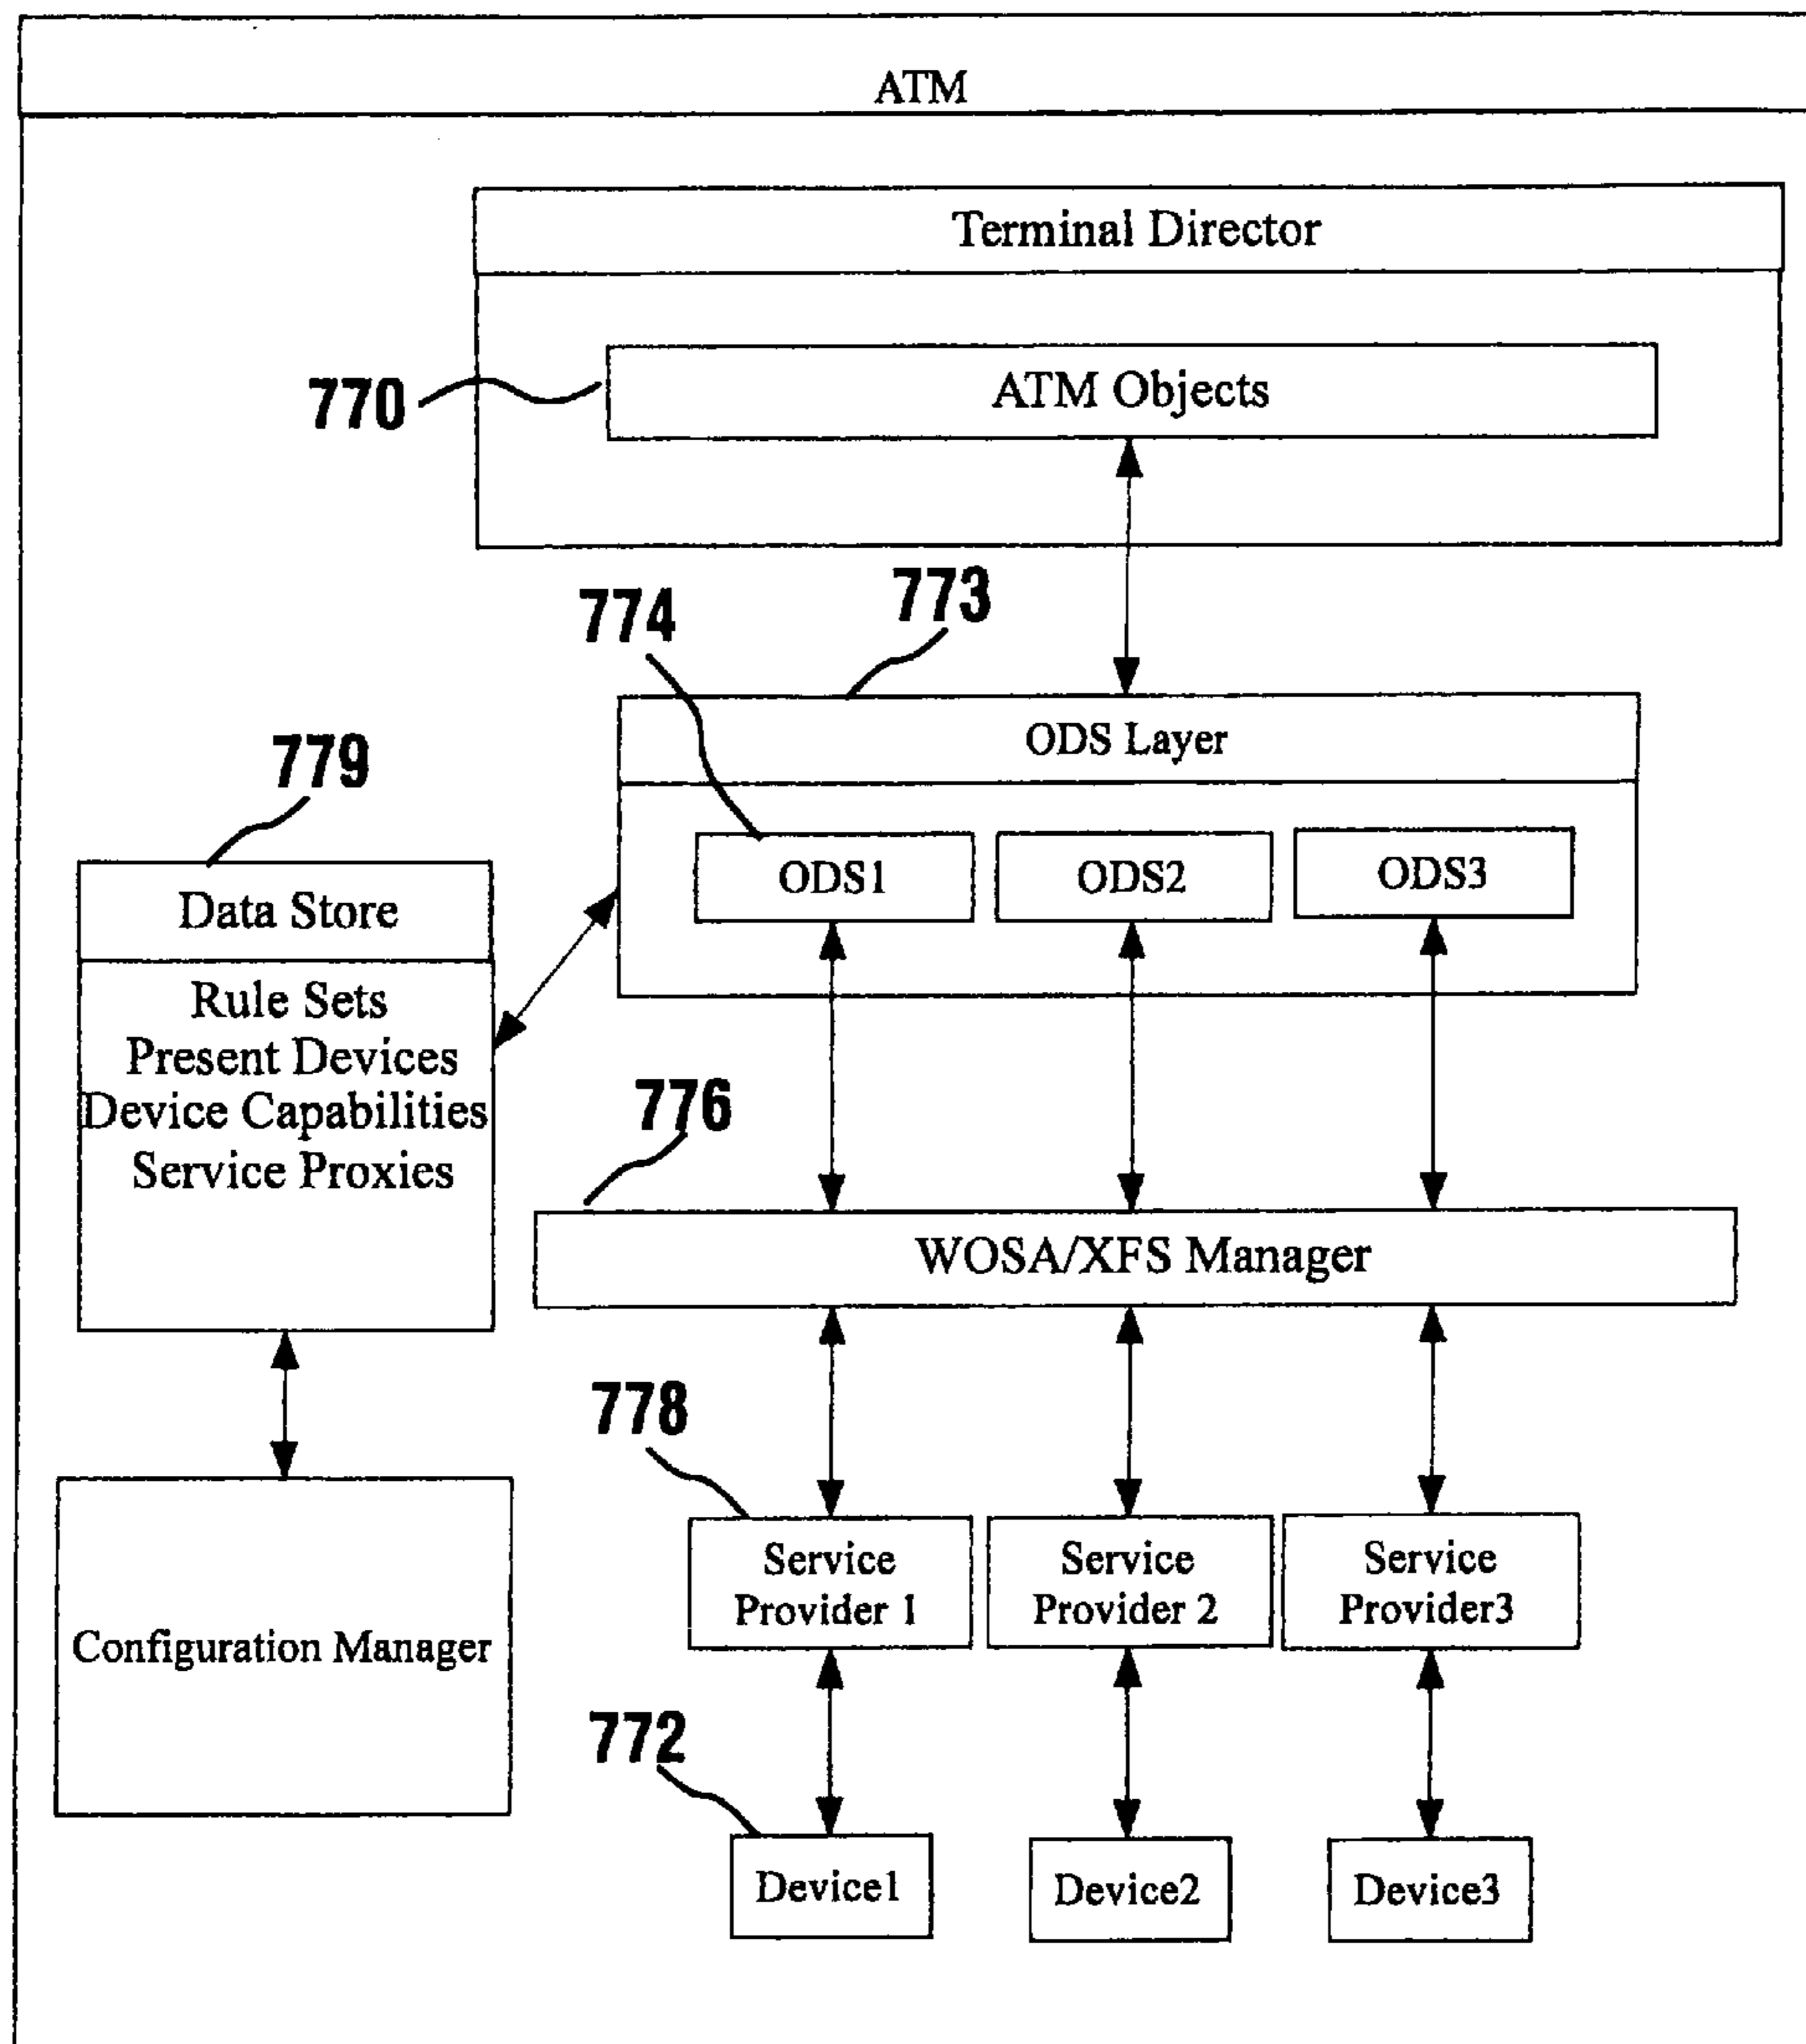 ATM
Terminal Director
770
ATM Objects
773
774
ODS Layer
779
ODS1
ODS2
ODS3
Data Store
Rule Sets
Present Devices
Device Capabilities
Service Proxies
776
WOSA/XFS Manager
778
Service
Provider 1
Service
Provider 2
Service
Provider3
Configuration Manager
772
Device1
Device2
Device3